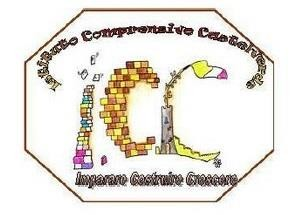 Istituto Comprensivo Castelverde
ICC
Imparare Costruire Crescere